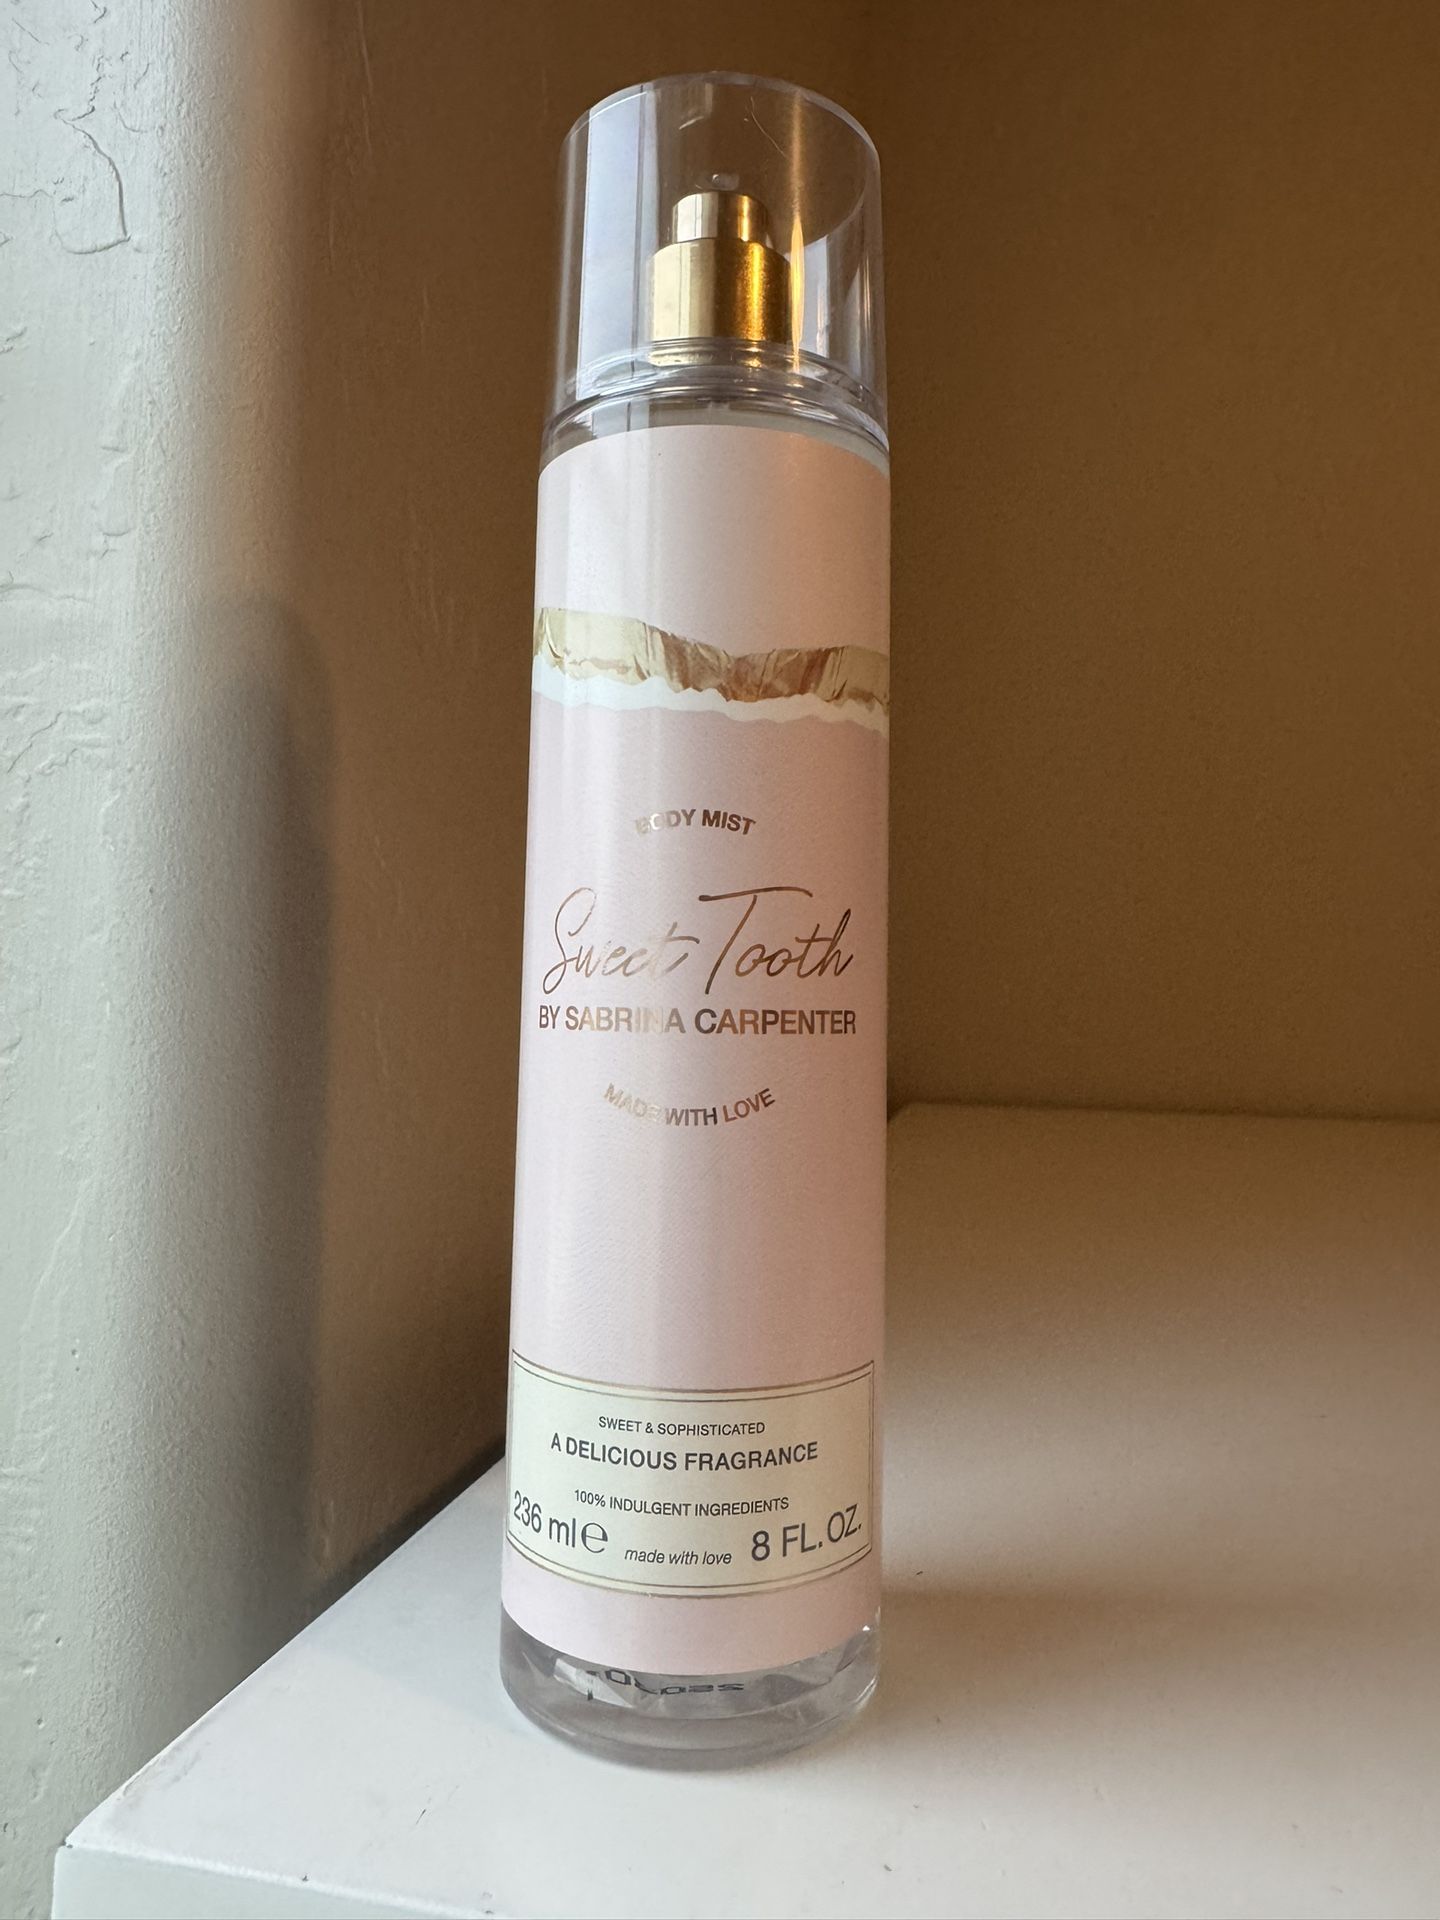 BODY MIST
Sweet Tooth
BY SABRINA CARPENTER
MADE WITH LOVE
SWEET & SOPHISTICATED
A DELICIOUS FRAGRANCE
100% INDULGENT INGREDIENTS
236 ml℮ made with love 8 FL. OZ.